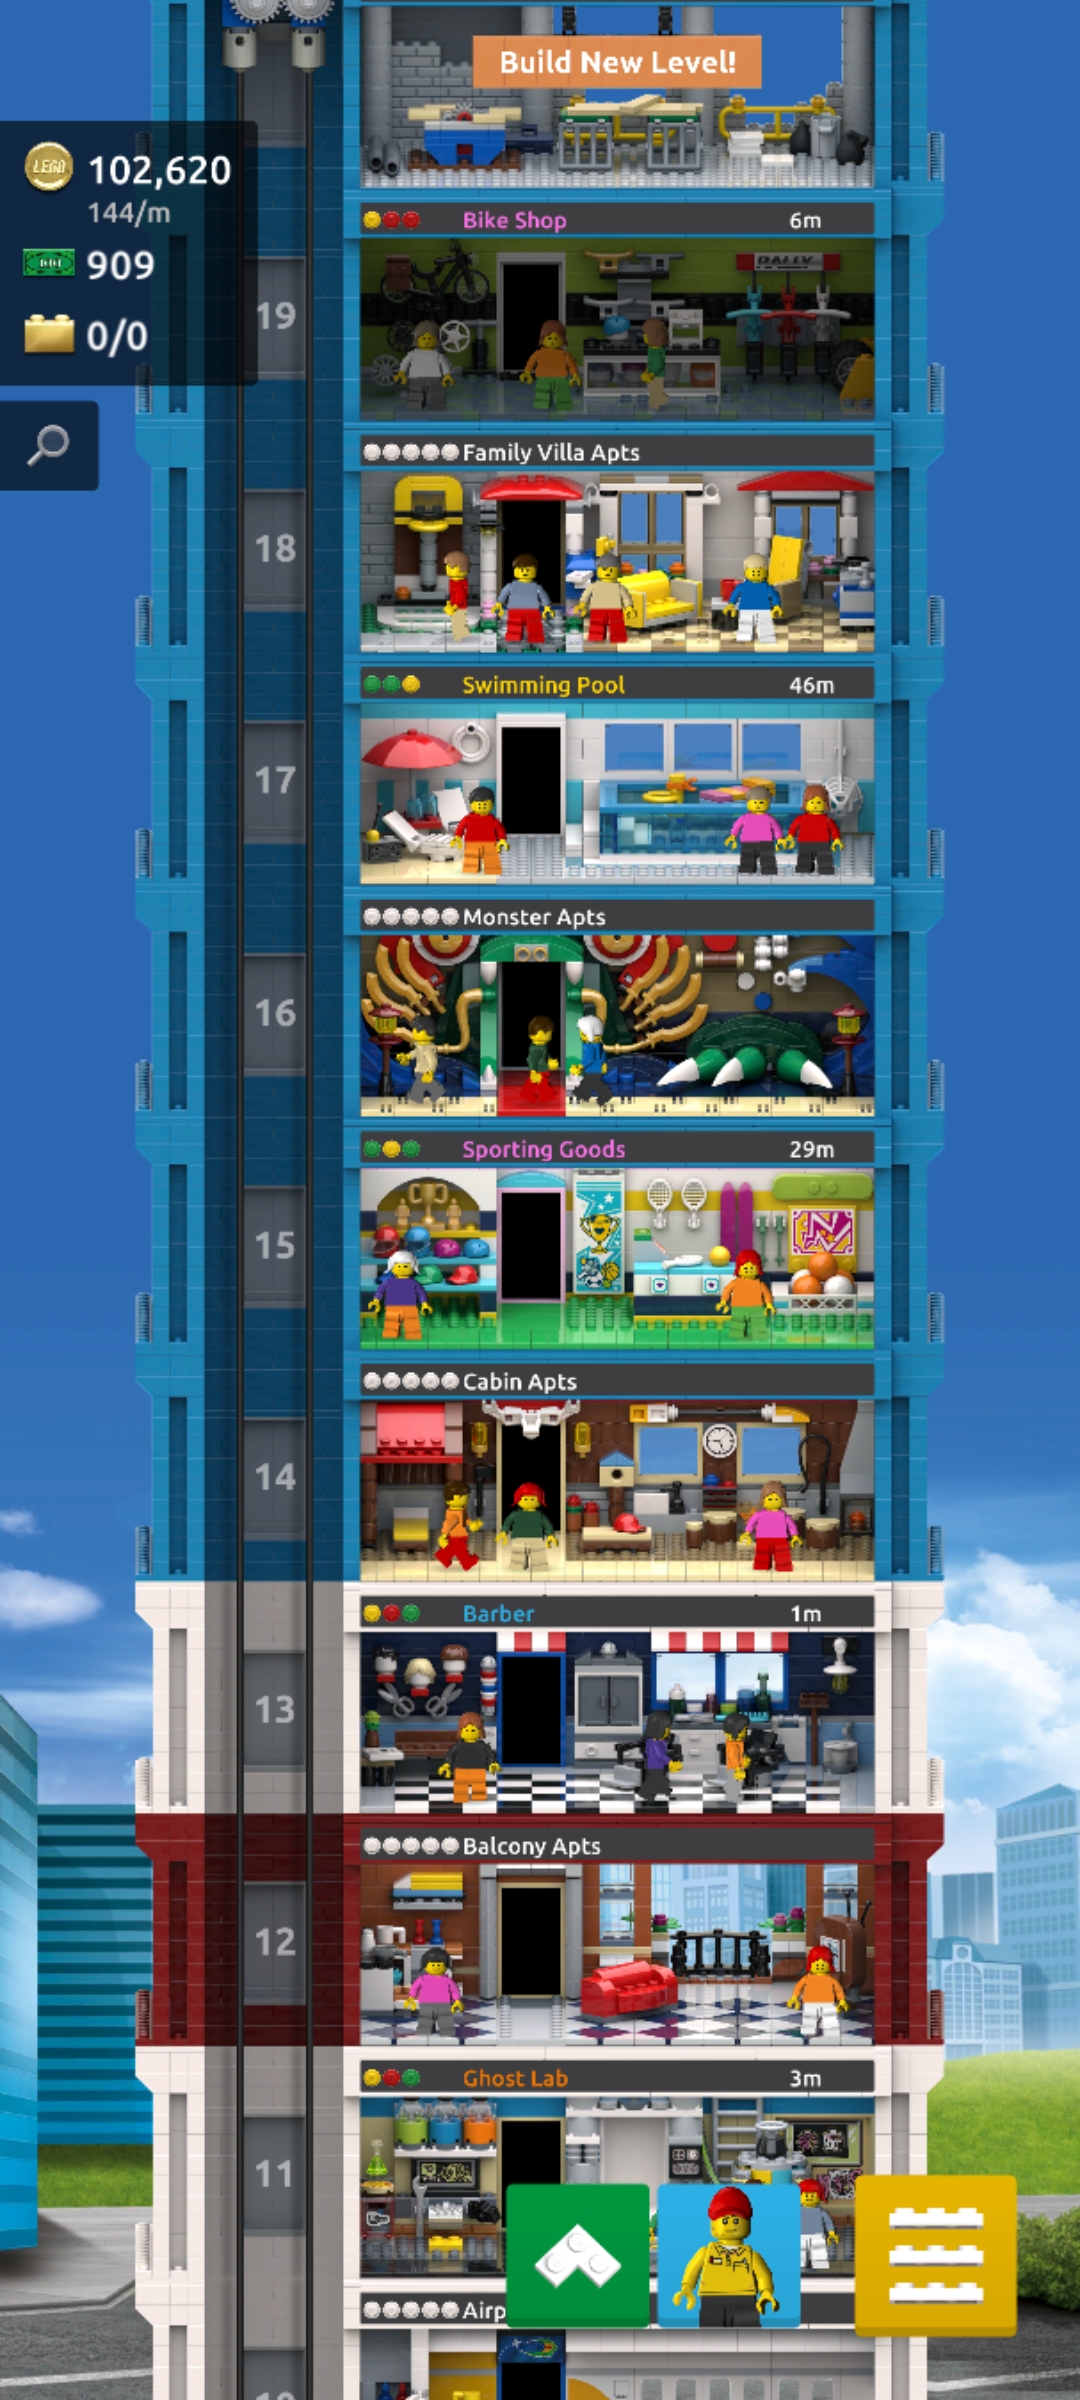 Build New Level!
LEGO 102,620
144/m
909
0/0
Bike Shop 6m
RALLY
19
Family Villa Apts
18
Swimming Pool 46m
17
Monster Apts
16
Sporting Goods 29m
15
Cabin Apts
14
Barber 1m
13
Balcony Apts
12
Ghost Lab 3m
11
Airp